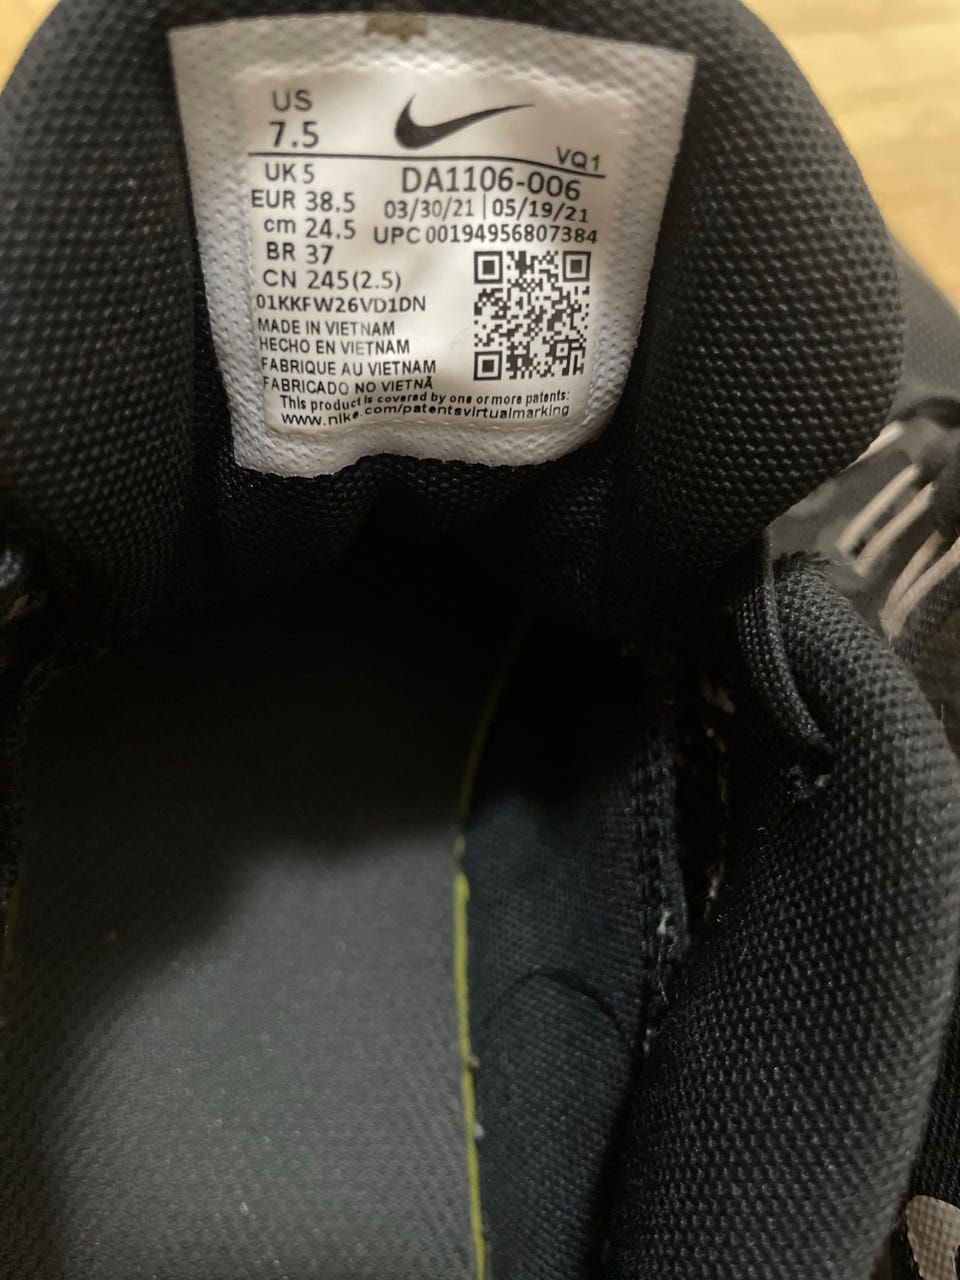 US
7.5
VQ1
UK 5
DA1106-006
EUR 38.5
03/30/21 | 05/19/21
cm 24.5
UPC 00194956807384
BR 37
CN 245(2.5)
01KKFW26VD1DN
MADE IN VIETNAM
HECHO EN VIETNAM
FABRIQUE AU VIETNAM
FABRICADO NO VIETNÃ
This product is covered by one or more patents:
www.nike.com/patentsvirtualmarking